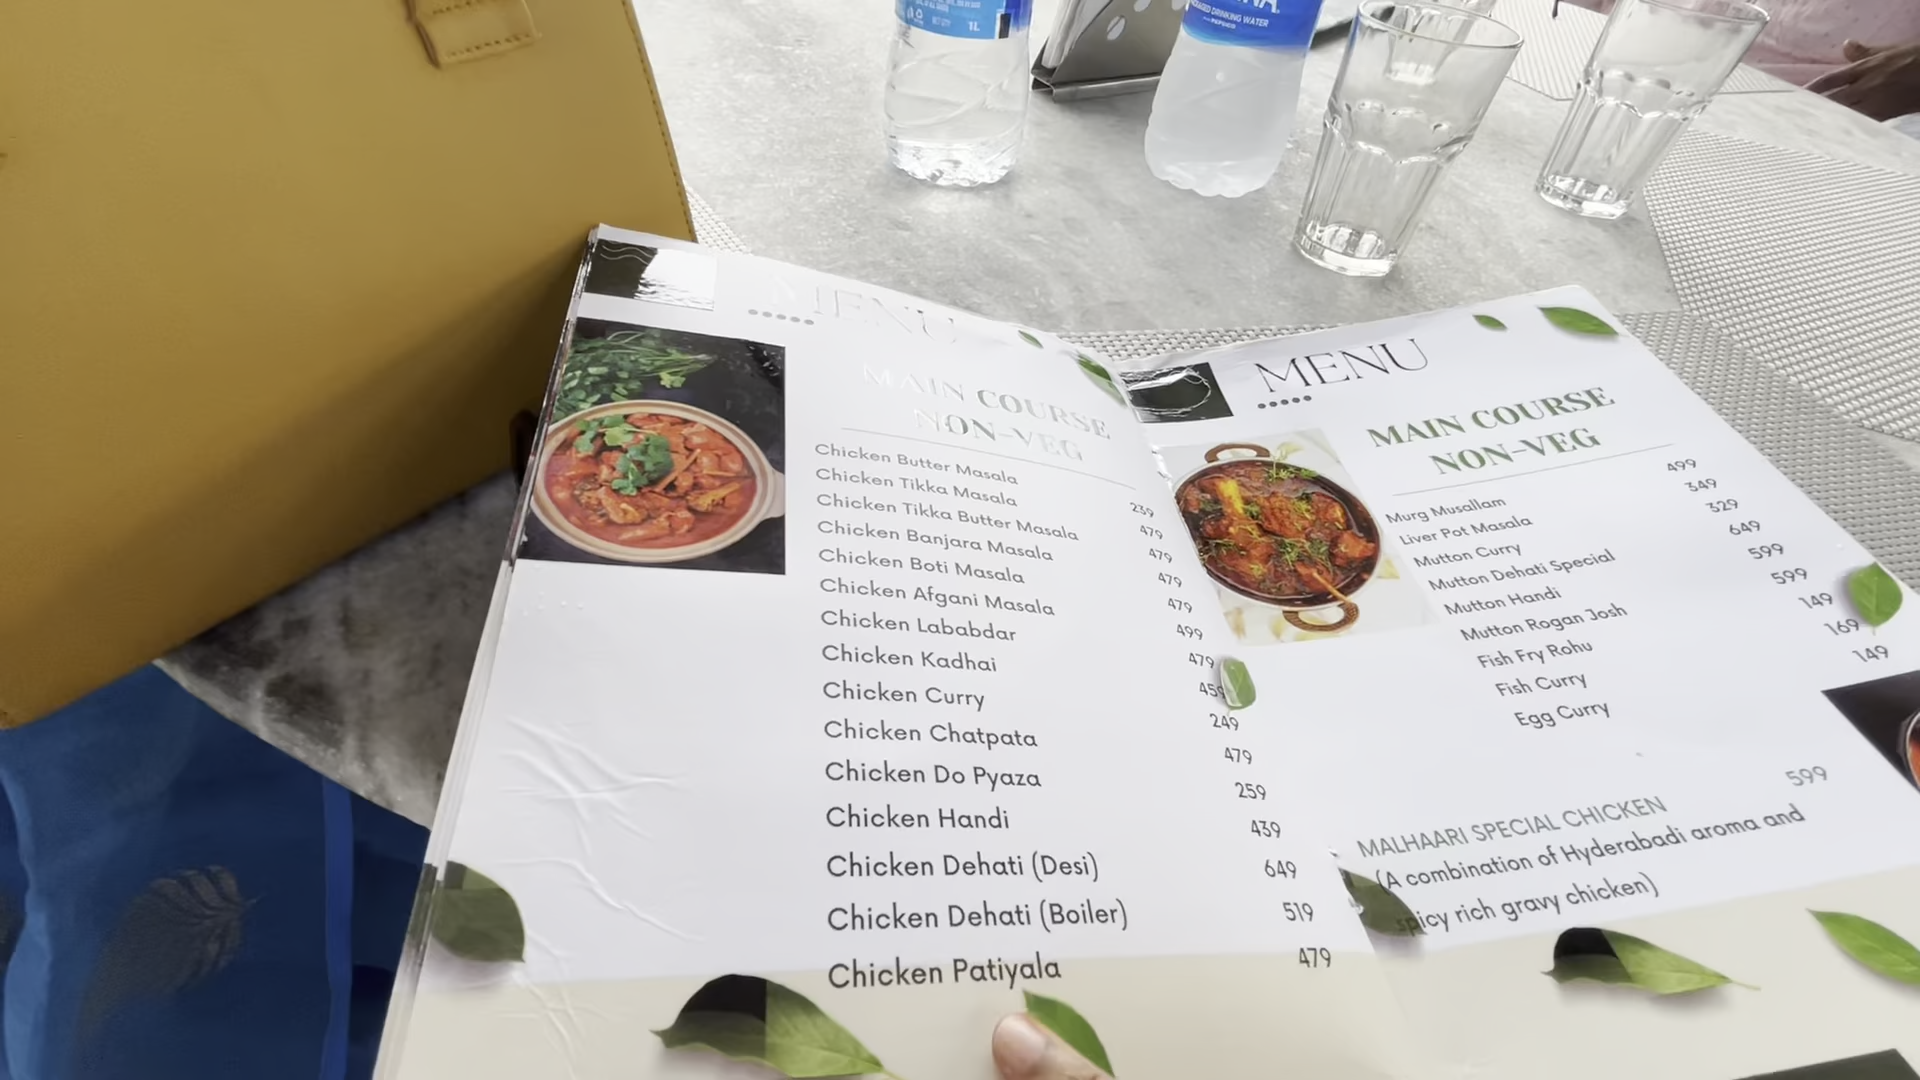 1L
PACKAGED DRINKING WATER
MENU
MAIN COURSE
NON-VEG
Chicken Butter Masala
Chicken Tikka Masala 239
Chicken Tikka Butter Masala 479
Chicken Banjara Masala 479
Chicken Boti Masala 479
Chicken Afgani Masala 479
Chicken Lababdar 499
Chicken Kadhai 479
Chicken Curry 459
Chicken Chatpata 249
Chicken Do Pyaza 479
Chicken Handi 259
439
Chicken Dehati (Desi) 649
Chicken Dehati (Boiler) 519
Chicken Patiyala 479
MENU
MAIN COURSE
NON-VEG
Murg Musallam 499
Liver Pot Masala 349
Mutton Curry 329
Mutton Dehati Special 649
Mutton Handi 599
Mutton Rogan Josh 599
Fish Fry Rohu 149
Fish Curry 169
Egg Curry 149
MALHAARI SPECIAL CHICKEN 599
(A combination of Hyderabadi aroma and
spicy rich gravy chicken)